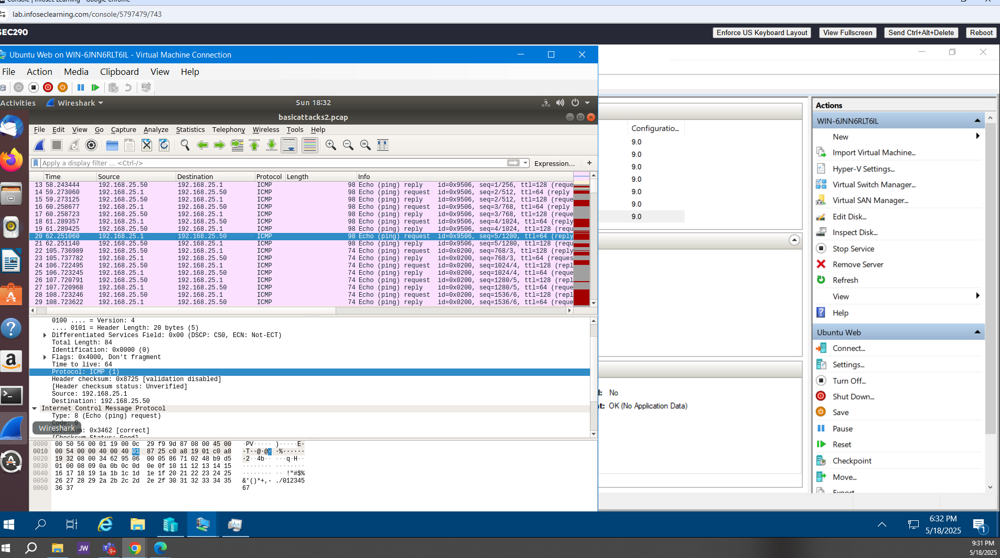 Console | Infosec Learning - Google Chrome
lab.infoseclearning.com/console/5797479/743
SEC290
Enforce US Keyboard Layout View Fullscreen Send Ctrl+Alt+Delete Reboot
Ubuntu Web on WIN-6JNN6RLT6IL - Virtual Machine Connection
File Action Media Clipboard View Help
Activities Wireshark Sun 18:32
basicattacks2.pcap
File Edit View Go Capture Analyze Statistics Telephony Wireless Tools Help
Apply a display filter ... <Ctrl-/> Expression... +
Time Source Destination Protocol Length Info
13 58.243444 192.168.25.50 192.168.25.1 ICMP 98 Echo (ping) reply id=0x9506, seq=1/256, ttl=128 (reque
14 59.273060 192.168.25.1 192.168.25.50 ICMP 98 Echo (ping) request id=0x9506, seq=2/512, ttl=64 (reply
15 59.273125 192.168.25.50 192.168.25.1 ICMP 98 Echo (ping) reply id=0x9506, seq=2/512, ttl=128 (reque
16 60.258677 192.168.25.1 192.168.25.50 ICMP 98 Echo (ping) request id=0x9506, seq=3/768, ttl=64 (reply
17 60.258723 192.168.25.50 192.168.25.1 ICMP 98 Echo (ping) reply id=0x9506, seq=3/768, ttl=128 (reque
18 61.289357 192.168.25.1 192.168.25.50 ICMP 98 Echo (ping) request id=0x9506, seq=4/1024, ttl=64 (reply
19 61.289425 192.168.25.50 192.168.25.1 ICMP 98 Echo (ping) reply id=0x9506, seq=4/1024, ttl=128 (requ
20 62.251060 192.168.25.1 192.168.25.50 ICMP 98 Echo (ping) request id=0x9506, seq=5/1280, ttl=64 (reply
21 62.251140 192.168.25.50 192.168.25.1 ICMP 98 Echo (ping) reply id=0x9506, seq=5/1280, ttl=128 (requ
22 105.736989 192.168.25.50 192.168.25.1 ICMP 74 Echo (ping) request id=0x0200, seq=768/3, ttl=128 (reply
23 105.737782 192.168.25.1 192.168.25.50 ICMP 74 Echo (ping) reply id=0x0200, seq=768/3, ttl=64 (reques
24 106.722495 192.168.25.50 192.168.25.1 ICMP 74 Echo (ping) request id=0x0200, seq=1024/4, ttl=128 (repl
25 106.723245 192.168.25.1 192.168.25.50 ICMP 74 Echo (ping) reply id=0x0200, seq=1024/4, ttl=64 (reque
26 107.720791 192.168.25.50 192.168.25.1 ICMP 74 Echo (ping) request id=0x0200, seq=1280/5, ttl=128 (repl
27 107.720968 192.168.25.1 192.168.25.50 ICMP 74 Echo (ping) reply id=0x0200, seq=1280/5, ttl=64 (reque
28 108.723246 192.168.25.50 192.168.25.1 ICMP 74 Echo (ping) request id=0x0200, seq=1536/6, ttl=128 (repl
29 108.723622 192.168.25.1 192.168.25.50 ICMP 74 Echo (ping) reply id=0x0200, seq=1536/6, ttl=64 (reque
0100 .... = Version: 4
.... 0101 = Header Length: 20 bytes (5)
Differentiated Services Field: 0x00 (DSCP: CS0, ECN: Not-ECT)
Total Length: 84
Identification: 0x0000 (0)
Flags: 0x4000, Don't fragment
Time to live: 64
Protocol: ICMP (1)
Header checksum: 0x8725 [validation disabled]
[Header checksum status: Unverified]
Source: 192.168.25.1
Destination: 192.168.25.50
Internet Control Message Protocol
Type: 8 (Echo (ping) request)
Code: 0
Wireshark
Checksum: 0x3462 [correct]
[Checksum Status: Good]
0000 00 50 56 00 01 19 00 0c 29 f9 9d 87 08 00 45 00 ·PV·····)·····E·
0010 00 54 00 00 40 00 40 01 87 25 c0 a8 19 01 c0 a8 ·T··@·@··%······
0020 19 32 08 00 34 62 95 06 00 05 86 71 02 48 b9 d5 ·2··4b·····q·H··
0030 01 00 08 09 0a 0b 0c 0d 0e 0f 10 11 12 13 14 15 ················
0040 16 17 18 19 1a 1b 1c 1d 1e 1f 20 21 22 23 24 25 ·········· !"#$%
0050 26 27 28 29 2a 2b 2c 2d 2e 2f 30 31 32 33 34 35 &'()*+,- ./012345
0060 36 37 67
Configuratio...
9.0
9.0
9.0
9.0
9.0
9.0
9.0
d: No
t: OK (No Application Data)
Actions
WIN-6JNN6RLT6IL
New
Import Virtual Machine...
Hyper-V Settings...
Virtual Switch Manager...
Virtual SAN Manager...
Edit Disk...
Inspect Disk...
Stop Service
Remove Server
Refresh
View
Help
Ubuntu Web
Connect...
Settings...
Turn Off...
Shut Down...
Save
Pause
Reset
Checkpoint
Move...
Export
6:32 PM
5/18/2025
1
JW
9+
9:31 PM
5/18/2025